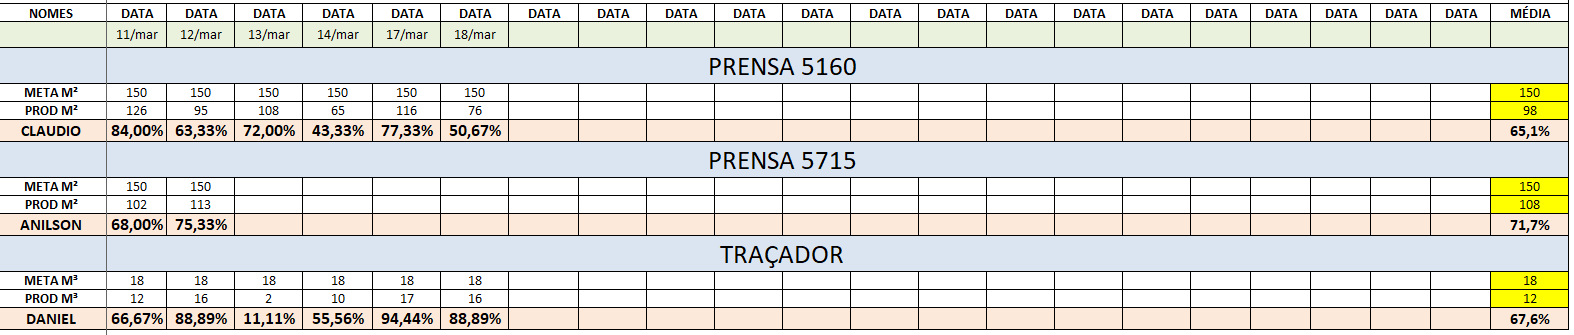 NOMES DATA DATA DATA DATA DATA DATA DATA DATA DATA DATA DATA DATA DATA DATA DATA DATA DATA DATA DATA DATA DATA MÉDIA
11/mar 12/mar 13/mar 14/mar 17/mar 18/mar
PRENSA 5160
META M² 150 150 150 150 150 150 150
PROD M² 126 95 108 65 116 76 98
CLAUDIO 84,00% 63,33% 72,00% 43,33% 77,33% 50,67% 65,1%
PRENSA 5715
META M² 150 150 150
PROD M² 102 113 108
ANILSON 68,00% 75,33% 71,7%
TRAÇADOR
META M³ 18 18 18 18 18 18 18
PROD M³ 12 16 2 10 17 16 12
DANIEL 66,67% 88,89% 11,11% 55,56% 94,44% 88,89% 67,6%